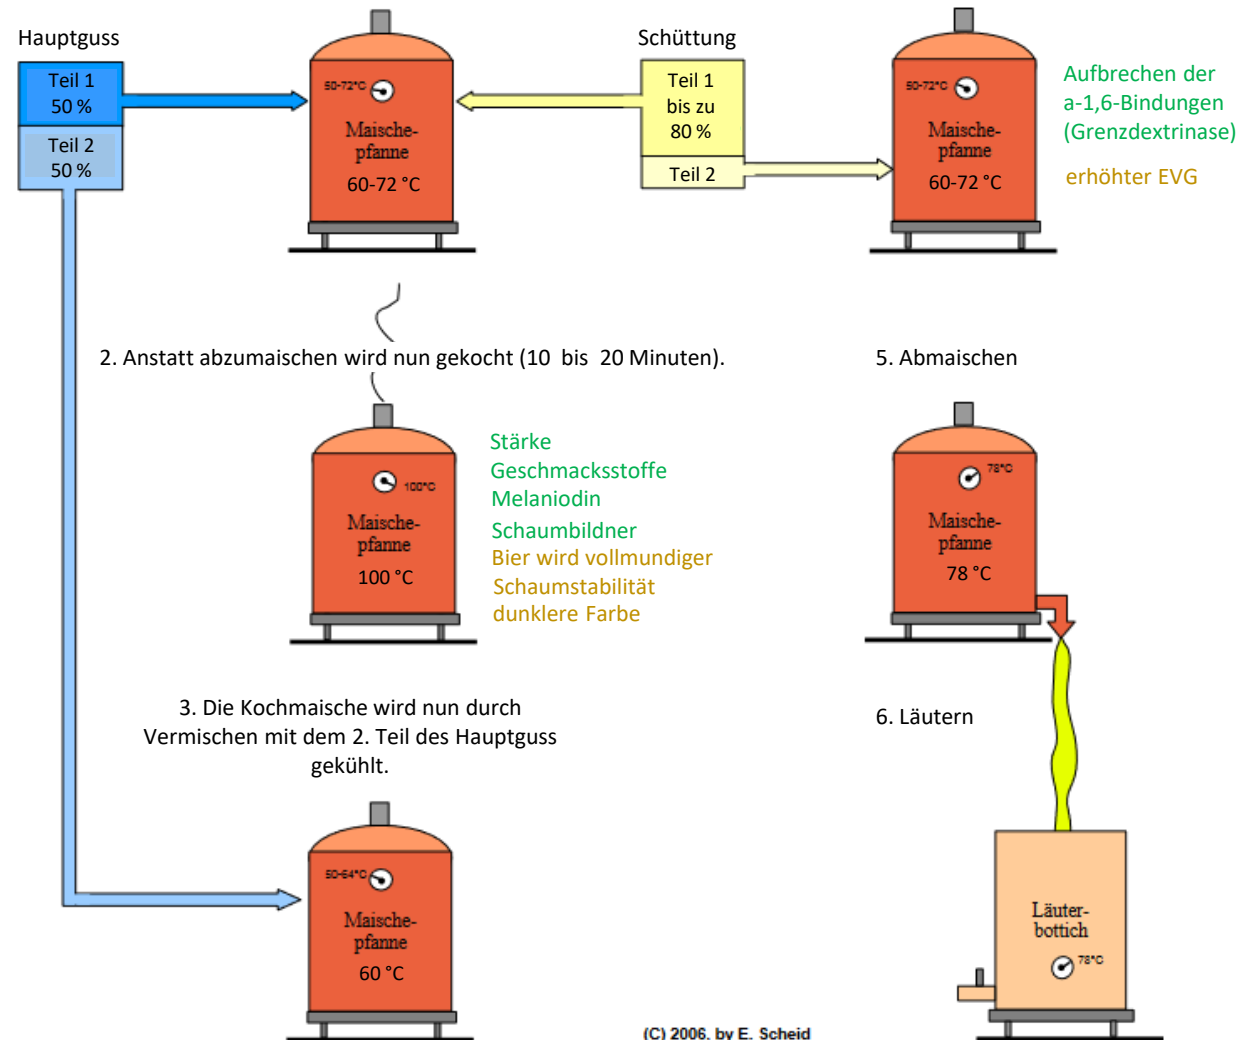 Hauptguss
Teil 1
50 %
Teil 2
50 %
50-72°C
Maische-
pfanne
60-72 °C
Schüttung
Teil 1
bis zu
80 %
Teil 2
50-72°C
Maische-
pfanne
60-72 °C
Aufbrechen der
a-1,6-Bindungen
(Grenzdextrinase)
erhöhter EVG
2. Anstatt abzumaischen wird nun gekocht (10 bis 20 Minuten).
100°C
Maische-
pfanne
100 °C
Stärke
Geschmacksstoffe
Melaniodin
Schaumbildner
Bier wird vollmundiger
Schaumstabilität
dunklere Farbe
3. Die Kochmaische wird nun durch
Vermischen mit dem 2. Teil des Hauptguss
gekühlt.
50-64°C
Maische-
pfanne
60 °C
5. Abmaischen
78°C
Maische-
pfanne
78 °C
6. Läutern
Läuter-
bottich
78°C
(C) 2006, by E. Scheid